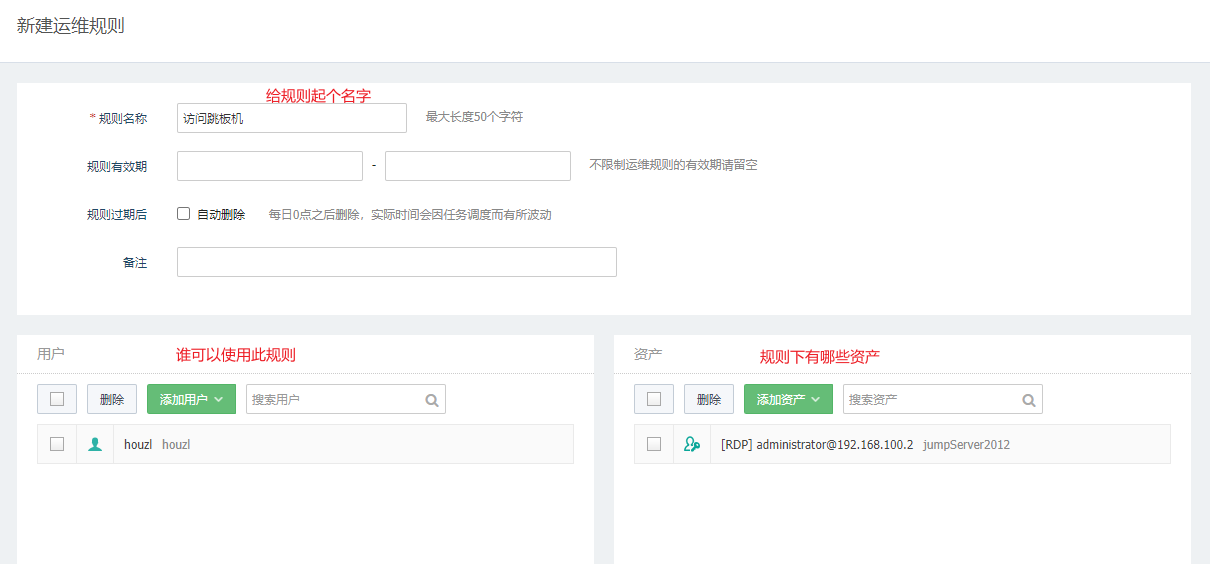 新建运维规则
给规则起个名字
* 规则名称 访问跳板机 最大长度50个字符
规则有效期 - 不限制运维规则的有效期请留空
规则过期后 自动删除 每日0点之后删除，实际时间会因任务调度而有所波动
备注
用户 谁可以使用此规则
删除 添加用户 搜索用户
houzl houzl
资产 规则下有哪些资产
删除 添加资产 搜索资产
[RDP] administrator@192.168.100.2 jumpServer2012